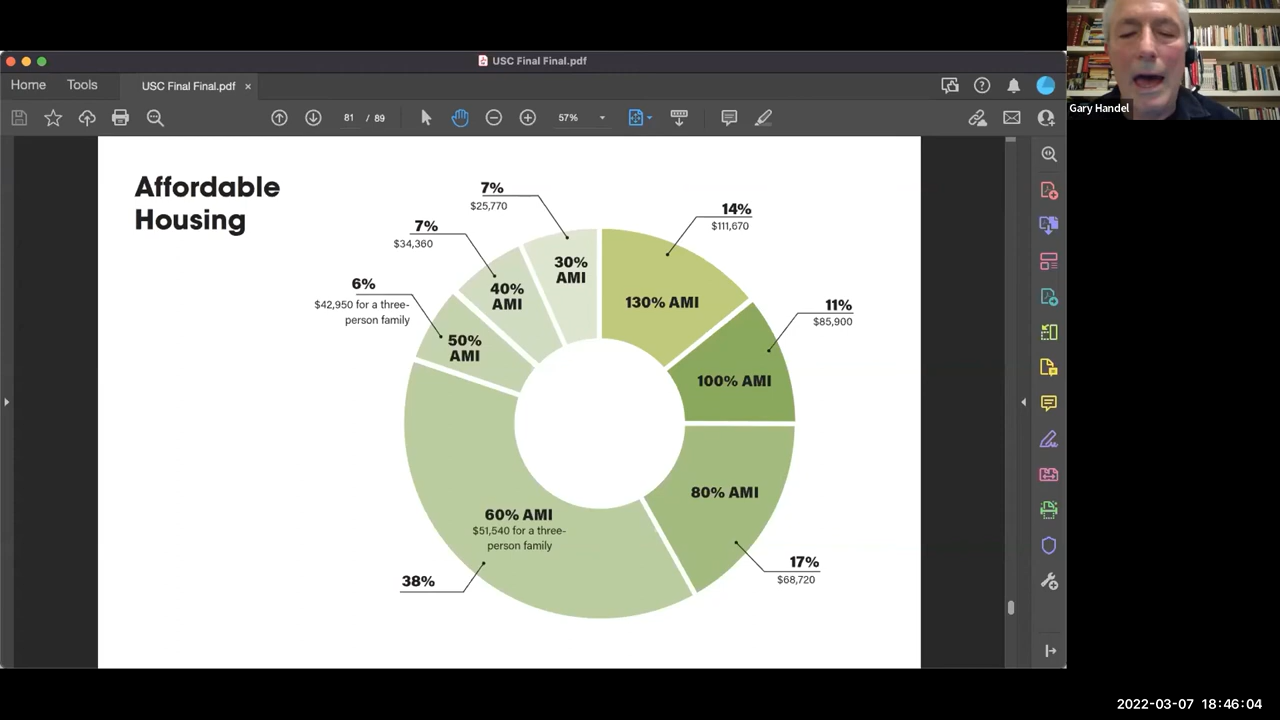 USC Final Final.pdf
Home
Tools
USC Final Final.pdf ×
81 / 89
57%
Gary Handel
Affordable
Housing
7%
$25,770
14%
$111,670
7%
$34,360
30%
AMI
6%
$42,950 for a three-
person family
40%
AMI
130% AMI
11%
$85,900
50%
AMI
100% AMI
80% AMI
60% AMI
$51,540 for a three-
person family
17%
$68,720
38%
2022-03-07 18:46:04